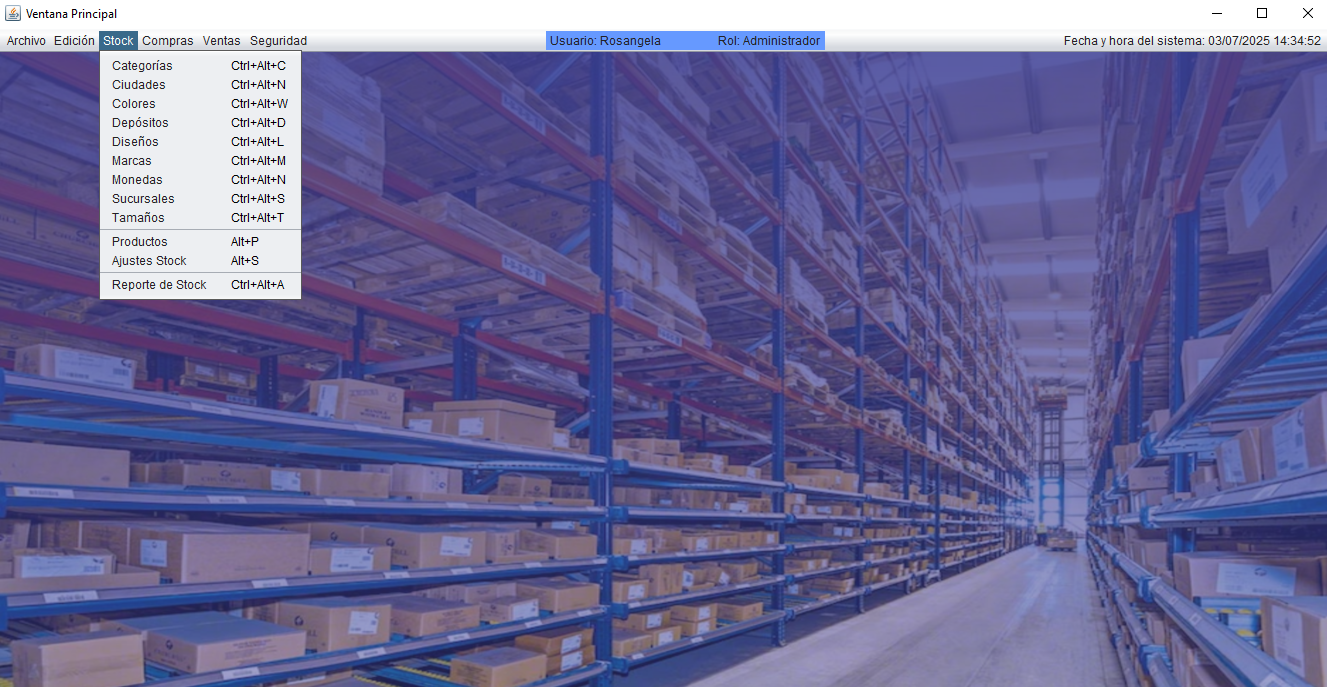 Ventana Principal
Archivo Edición Stock Compras Ventas Seguridad Usuario: Rosangela Rol: Administrador Fecha y hora del sistema: 03/07/2025 14:34:52
Categorías Ctrl+Alt+C
Ciudades Ctrl+Alt+N
Colores Ctrl+Alt+W
Depósitos Ctrl+Alt+D
Diseños Ctrl+Alt+L
Marcas Ctrl+Alt+M
Monedas Ctrl+Alt+N
Sucursales Ctrl+Alt+S
Tamaños Ctrl+Alt+T
Productos Alt+P
Ajustes Stock Alt+S
Reporte de Stock Ctrl+Alt+A